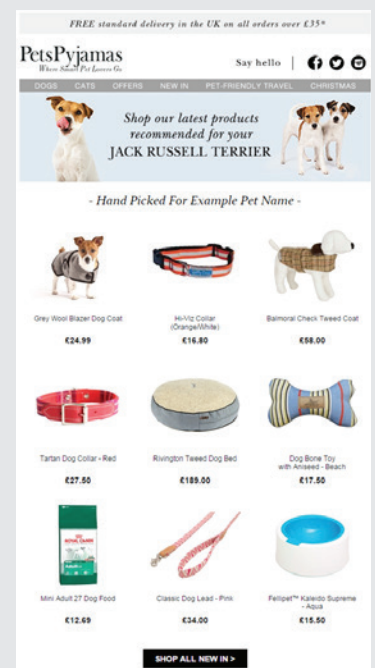 FREE standard delivery in the UK on all orders over £35*
PetsPyjamas
Where Smart Pet Lovers Go
Say hello
DOGS CATS OFFERS NEW IN PET-FRIENDLY TRAVEL CHRISTMAS
Shop our latest products
recommended for your
JACK RUSSELL TERRIER
- Hand Picked For Example Pet Name -
Grey Wool Blazer Dog Coat
€24.99
Hi-Viz Collar
(Orange/White)
€16.80
Balmoral Check Tweed Coat
€58.00
Tartan Dog Collar - Red
€27.50
Rivington Tweed Dog Bed
€189.00
Dog Bone Toy
with Aniseed - Beach
€17.50
ROYAL CANIN
Mini Adult 27 Dog Food
€12.69
Classic Dog Lead - Pink
€34.00
Fellipet™ Kaleido Supreme
- Aqua
€15.50
SHOP ALL NEW IN >